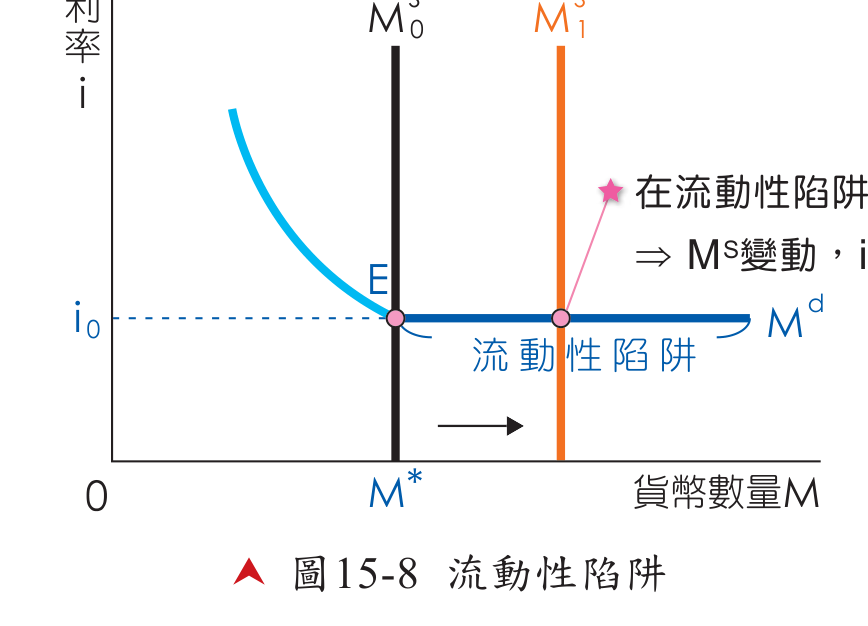 利率i
M₀ˢ
M₁ˢ
在流動性陷阱
⇒ Mˢ變動，i
E
i₀
Mᵈ
流動性陷阱
0
M*
貨幣數量M
圖15-8 流動性陷阱